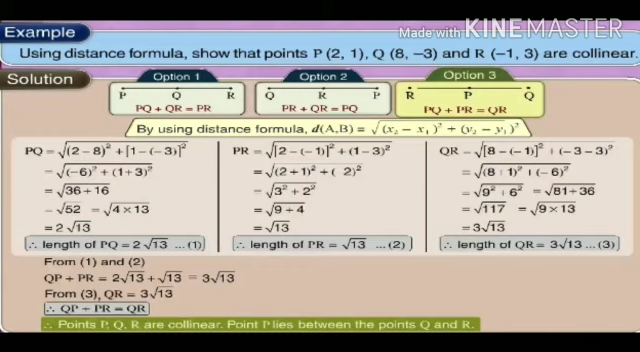 Made with KINEMASTER
Example
Using distance formula, show that points P (2, 1), Q (8, −3) and R (−1, 3) are collinear.
Solution
Option 1
P Q R
PQ + QR = PR
Option 2
Q R P
PR + QR = PQ
Option 3
R P Q
PQ + PR = QR
By using distance formula, d(A,B) = √(x₂ − x₁)² + (y₂ − y₁)²
PQ = √(2 − 8)² + [1 − (−3)]²
= √(−6)² + (1 + 3)²
= √36 + 16
= √52 = √4 × 13
= 2√13
∴ length of PQ = 2√13 ...(1)
PR = √[2 − (−1)]² + (1 − 3)²
= √(2 + 1)² + (−2)²
= √3² + 2²
= √9 + 4
= √13
∴ length of PR = √13 ...(2)
QR = √[8 − (−1)]² + (−3 − 3)²
= √(8 + 1)² + (−6)²
= √9² + 6² = √81 + 36
= √117 = √9 × 13
= 3√13
∴ length of QR = 3√13 ...(3)
From (1) and (2)
QP + PR = 2√13 + √13 = 3√13
From (3), QR = 3√13
∴ QP + PR = QR
∴ Points P, Q, R are collinear. Point P lies between the points Q and R.